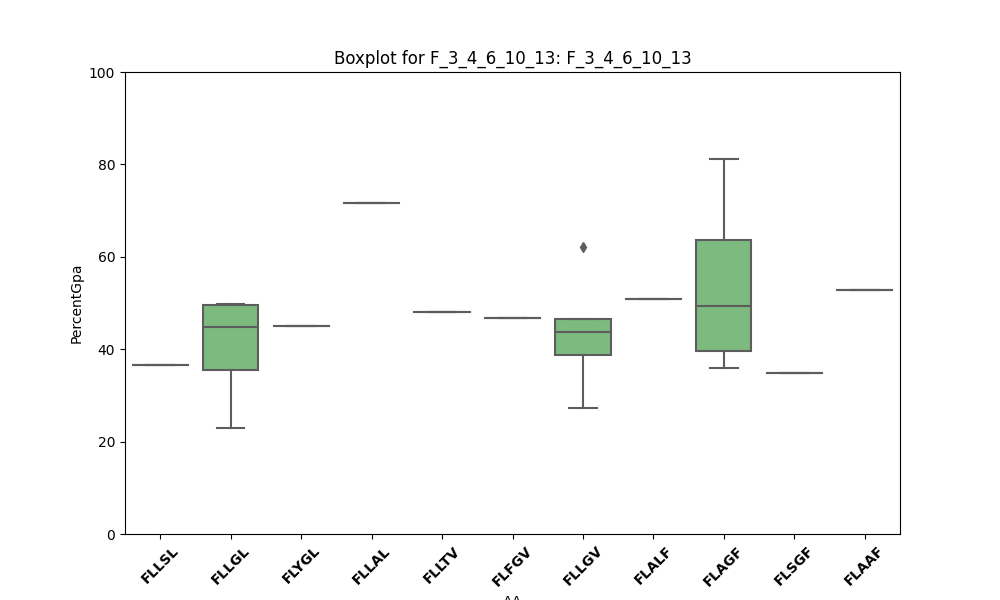 Boxplot for F_3_4_6_10_13: F_3_4_6_10_13
100
80
60
40
20
0
PercentGpa
FLLSL
FLLGL
FLYGL
FLLAL
FLLTV
FLFGV
FLLGV
FLALF
FLAGF
FLSGF
FLAAF
AA